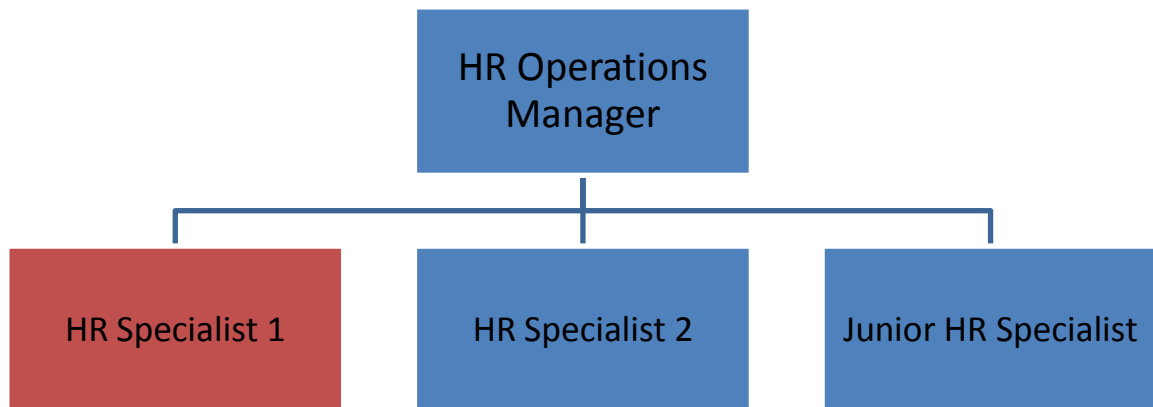 HR Operations
Manager
HR Specialist 1
HR Specialist 2
Junior HR Specialist